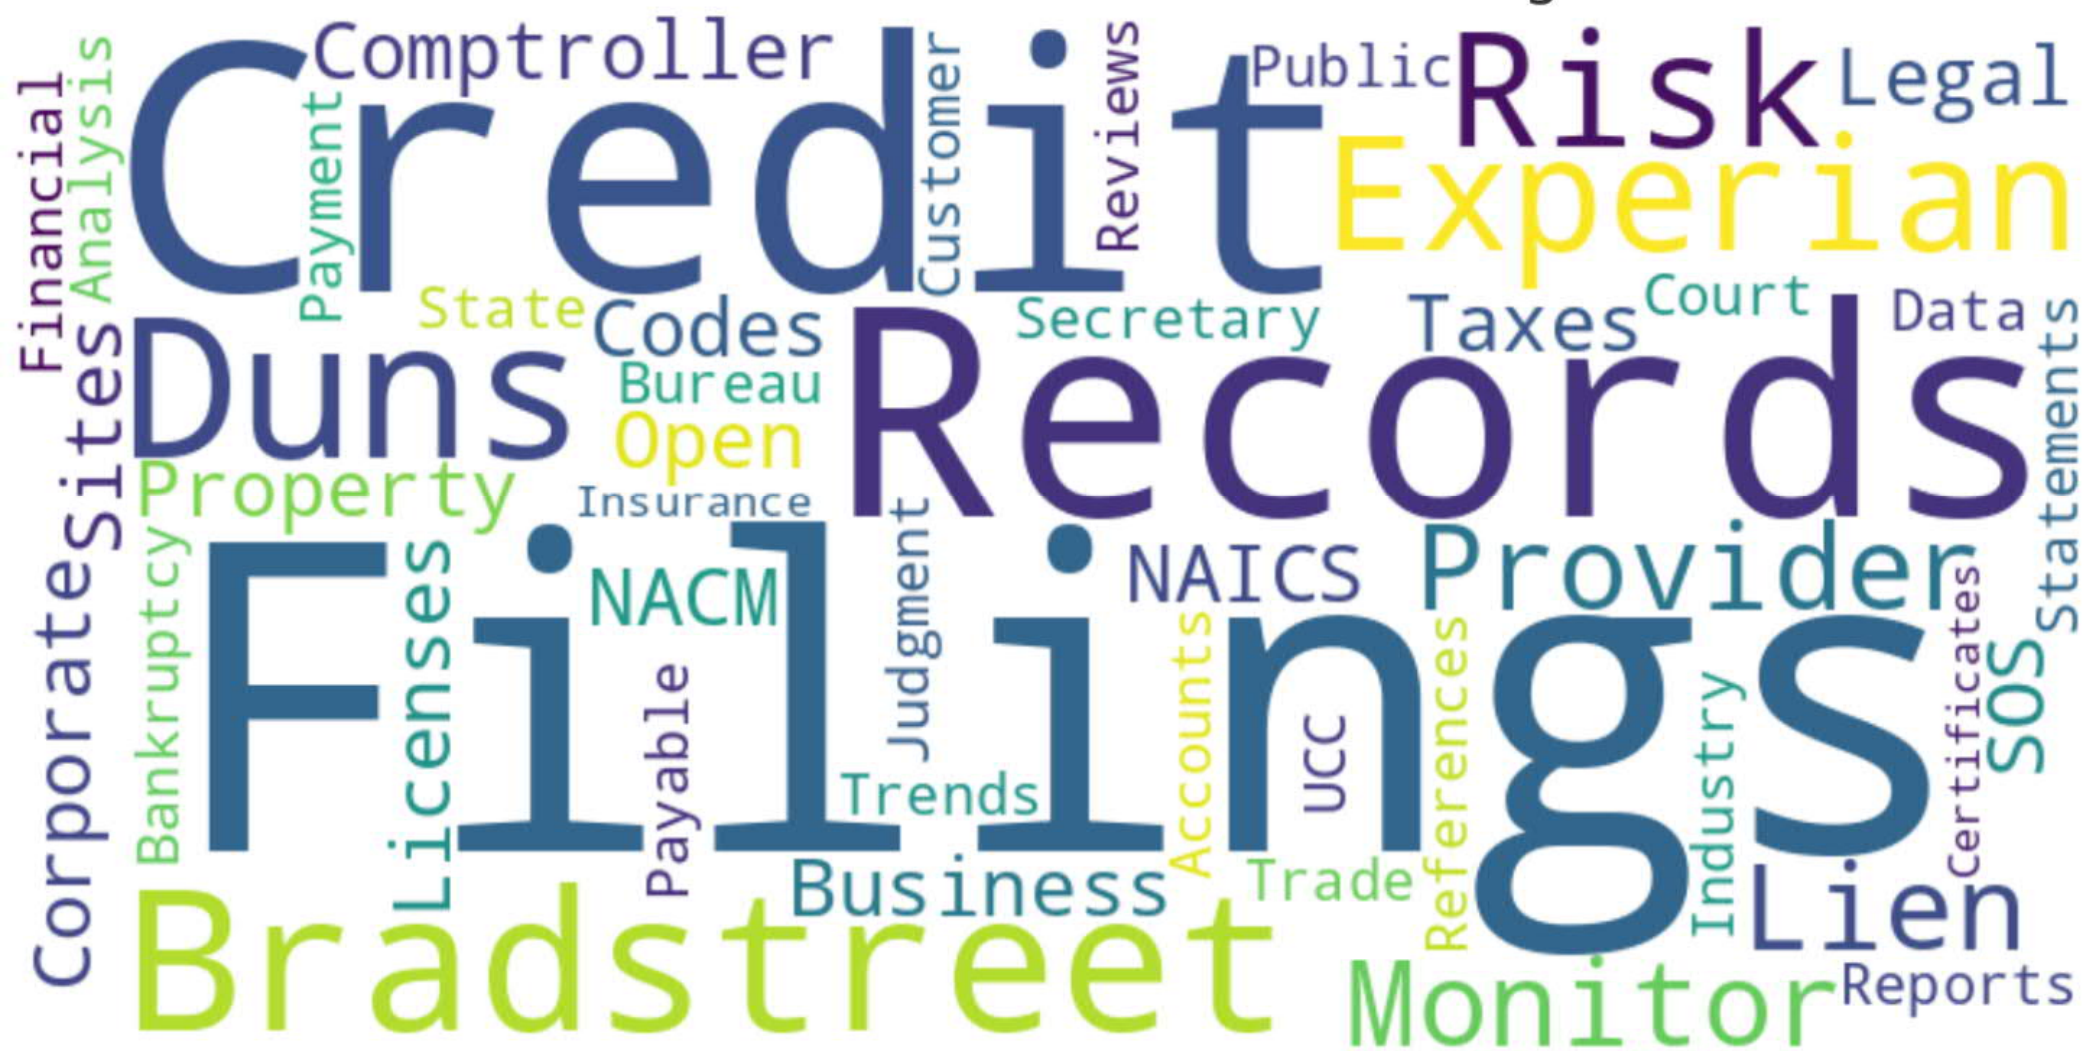 Comptroller
Credit
Customer
Reviews
Public
Risk
Legal
Financial
Analysis
Payment
Experian
State
Codes
Secretary
Taxes
Court
Data
Statements
Duns
Bureau
Open
Records
Sites
Property
Insurance
Judgment
Corporate
Bankruptcy
Filings
Licenses
NACM
NAICS
Provider
Certificates
SOS
Payable
Trends
Accounts
UCC
References
Industry
Business
Trade
Lien
Bradstreet
Monitor
Reports